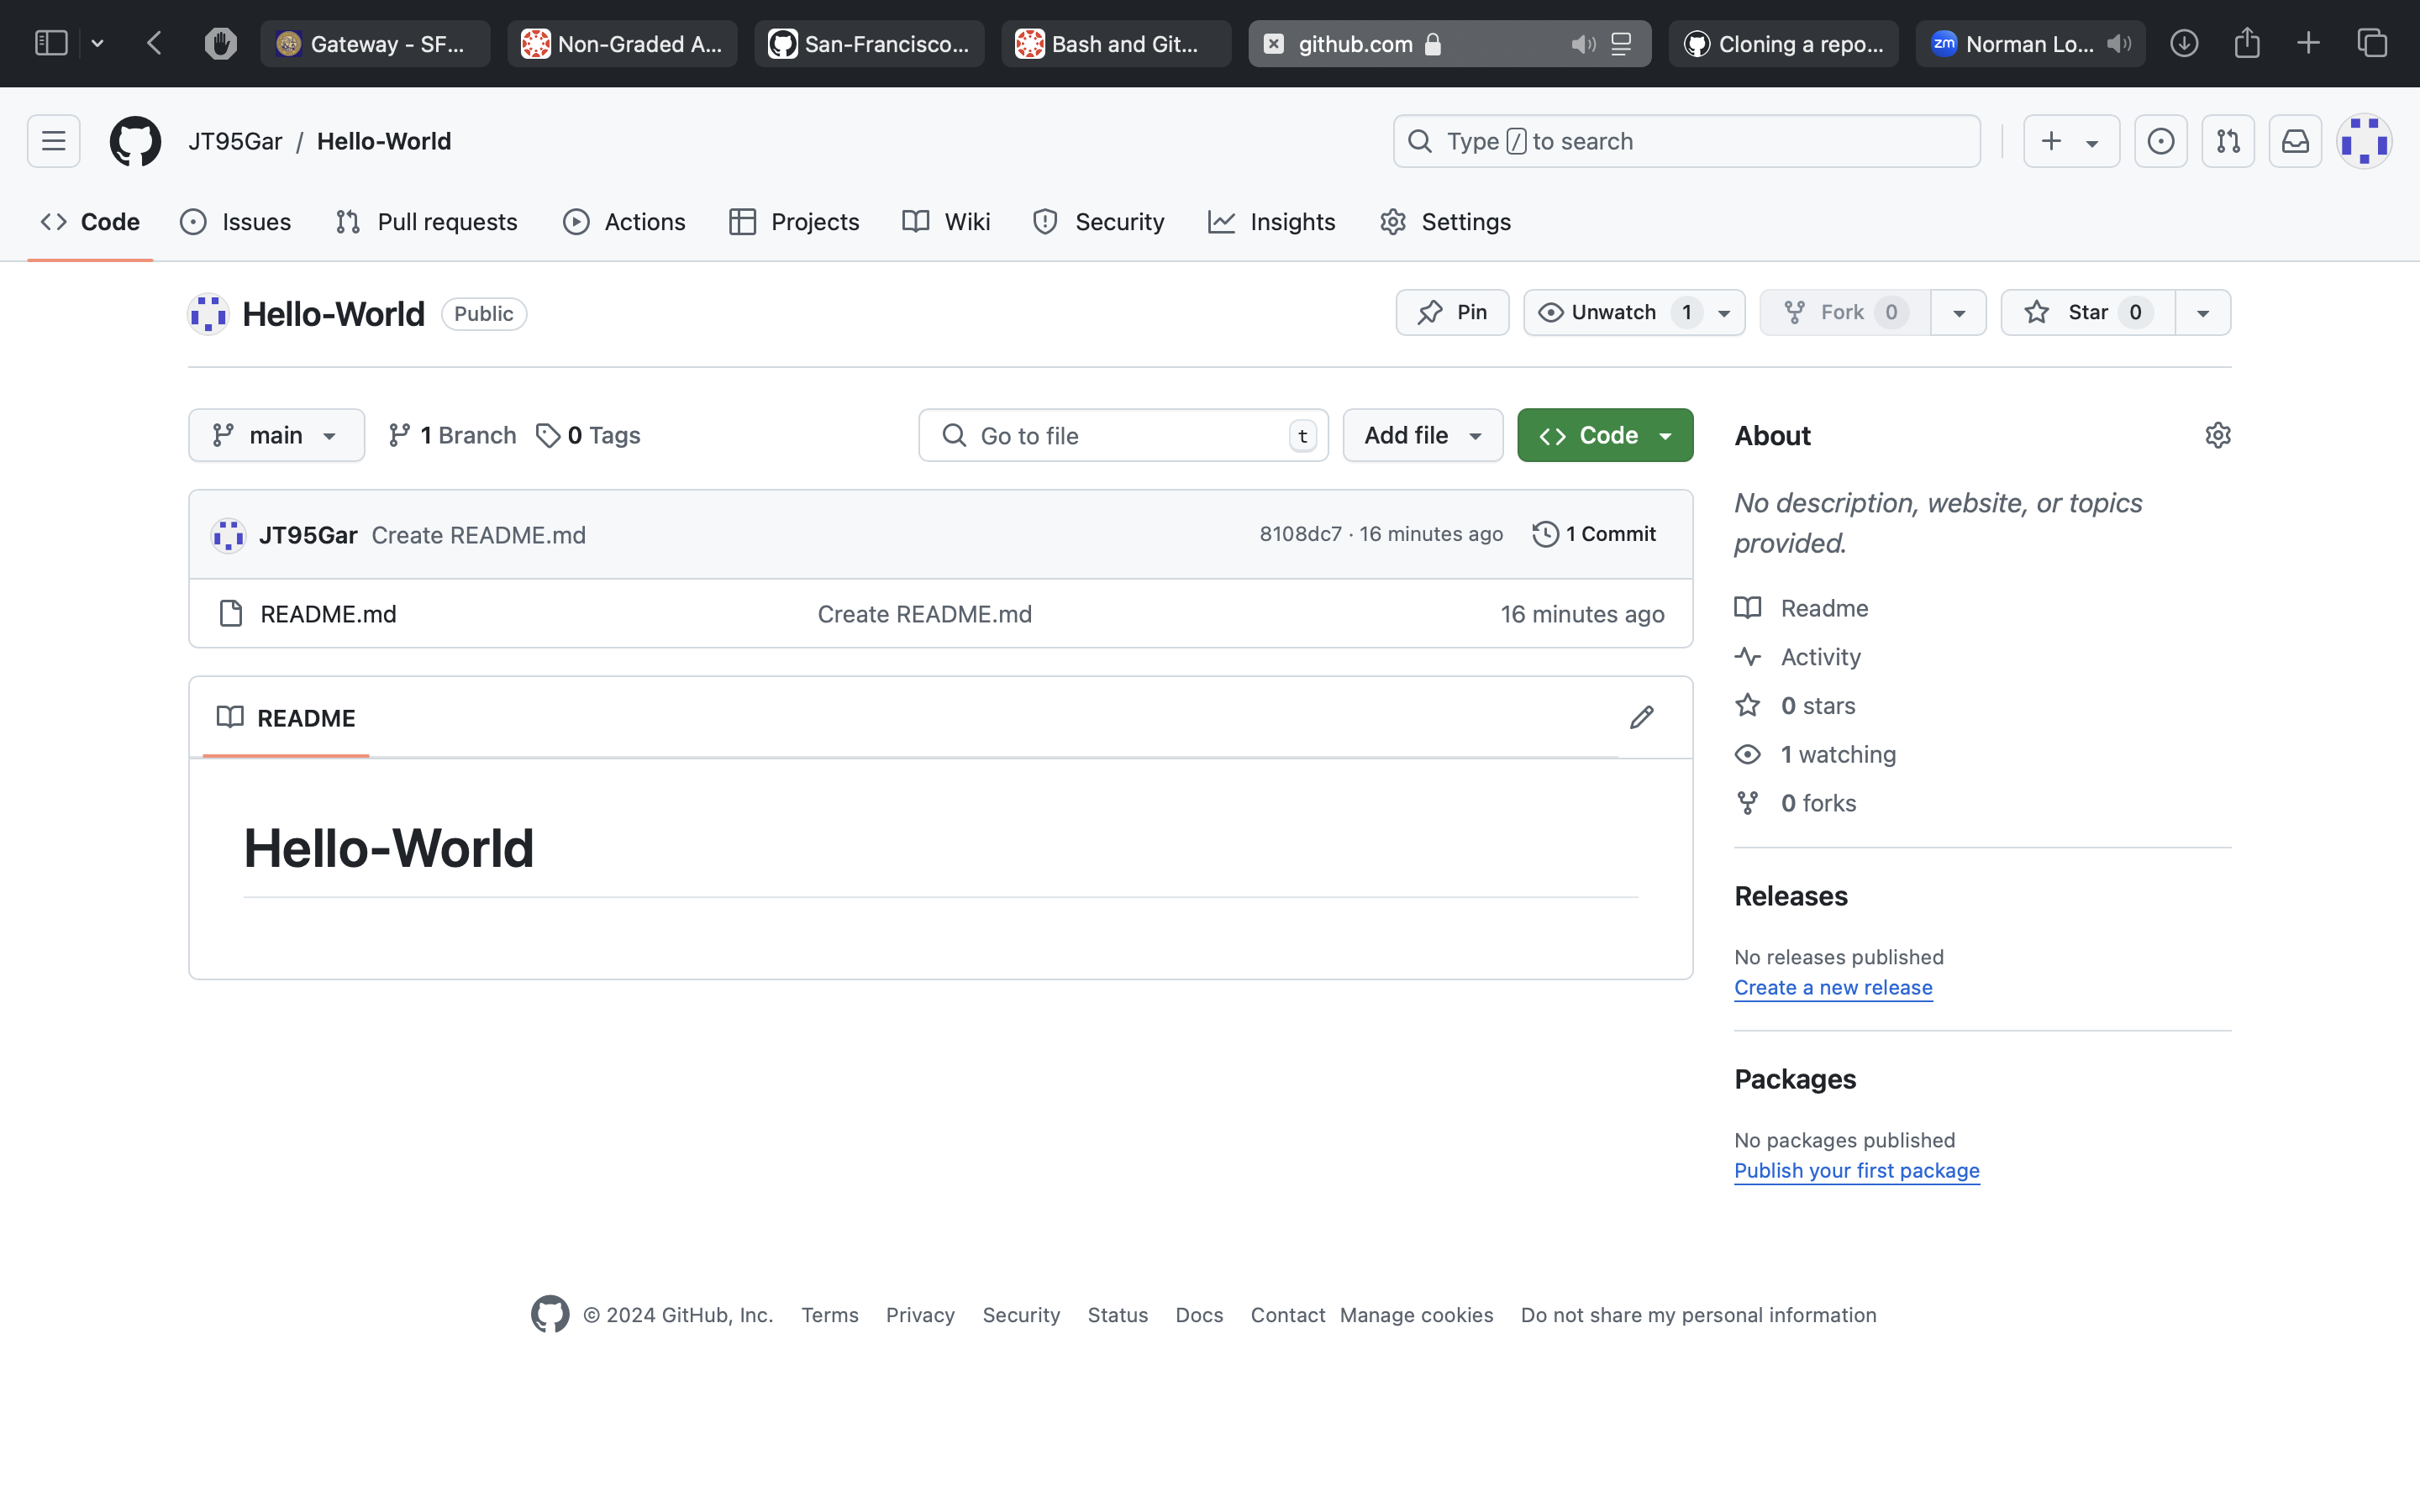 Gateway - SF...
Non-Graded A...
San-Francisco...
Bash and Git...
github.com
Cloning a repo...
zm Norman Lo...
JT95Gar / Hello-World
Type / to search
Code
Issues
Pull requests
Actions
Projects
Wiki
Security
Insights
Settings
Hello-World Public
Pin
Unwatch 1
Fork 0
Star 0
main
1 Branch
0 Tags
Go to file t
Add file
Code
JT95Gar Create README.md
8108dc7 · 16 minutes ago
1 Commit
README.md Create README.md 16 minutes ago
README
Hello-World
About
No description, website, or topics
provided.
Readme
Activity
0 stars
1 watching
0 forks
Releases
No releases published
Create a new release
Packages
No packages published
Publish your first package
© 2024 GitHub, Inc. Terms Privacy Security Status Docs Contact Manage cookies Do not share my personal information